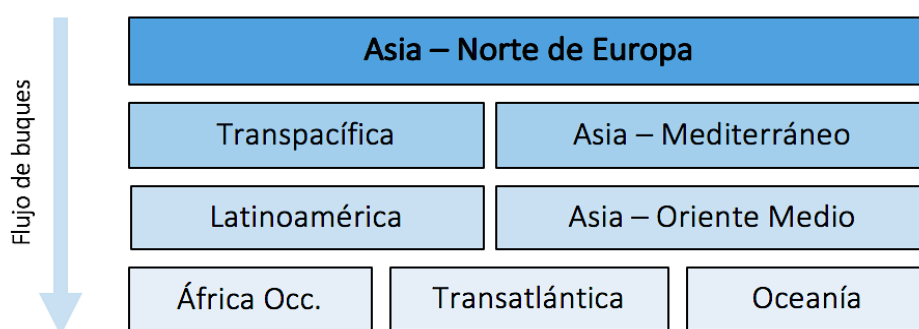 Flujo de buques
Asia – Norte de Europa
Transpacífica
Asia – Mediterráneo
Latinoamérica
Asia – Oriente Medio
África Occ.
Transatlántica
Oceanía